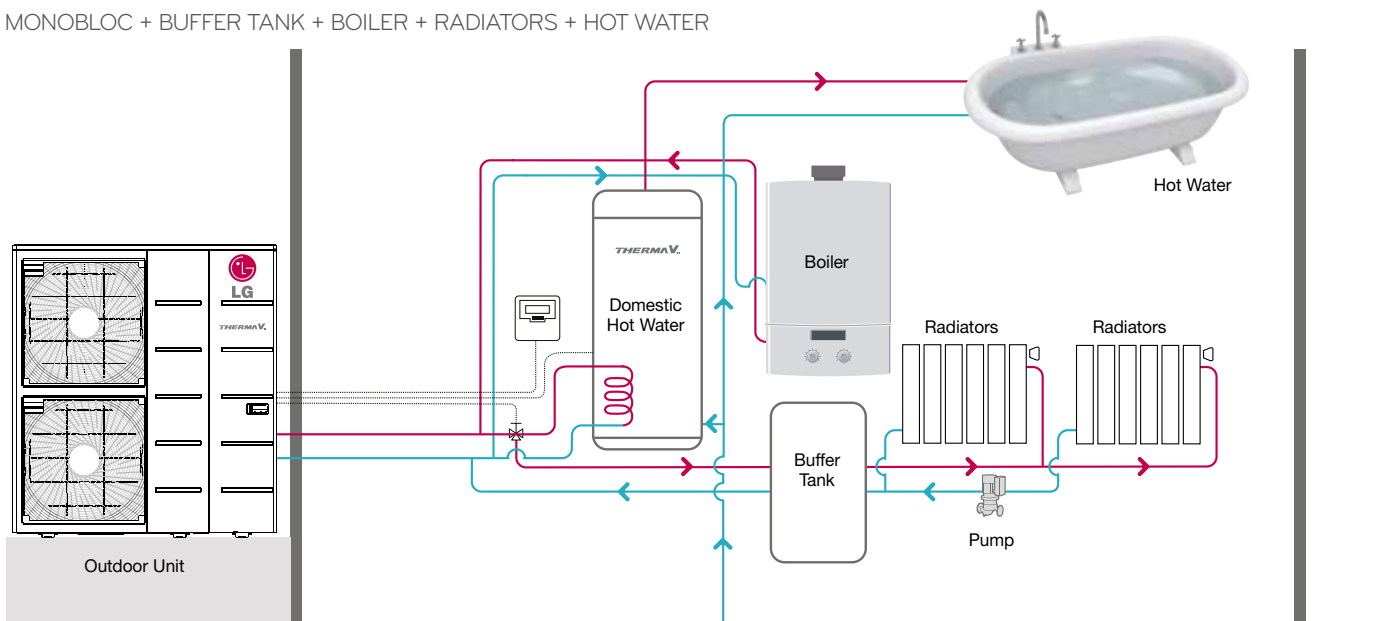 MONOBLOC + BUFFER TANK + BOILER + RADIATORS + HOT WATER
Hot Water
THERMA V
Boiler
LG
THERMA V
Domestic
Hot Water
Radiators
Radiators
Buffer
Tank
Pump
Outdoor Unit